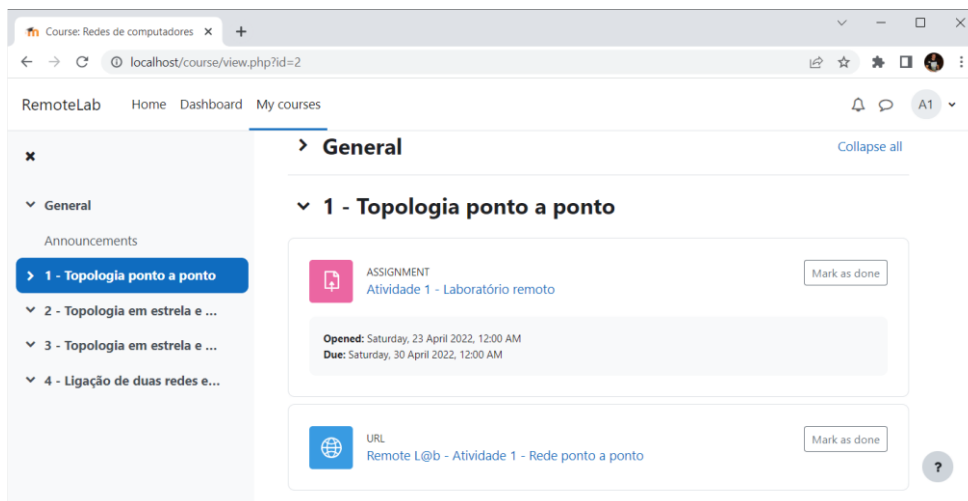 Course: Redes de computadores
localhost/course/view.php?id=2
RemoteLab Home Dashboard My courses A1
General
Announcements
1 - Topologia ponto a ponto
2 - Topologia em estrela e ...
3 - Topologia em estrela e ...
4 - Ligação de duas redes e...
General Collapse all
1 - Topologia ponto a ponto
ASSIGNMENT
Atividade 1 - Laboratório remoto
Mark as done
Opened: Saturday, 23 April 2022, 12:00 AM
Due: Saturday, 30 April 2022, 12:00 AM
URL
Remote L@b - Atividade 1 - Rede ponto a ponto
Mark as done
?